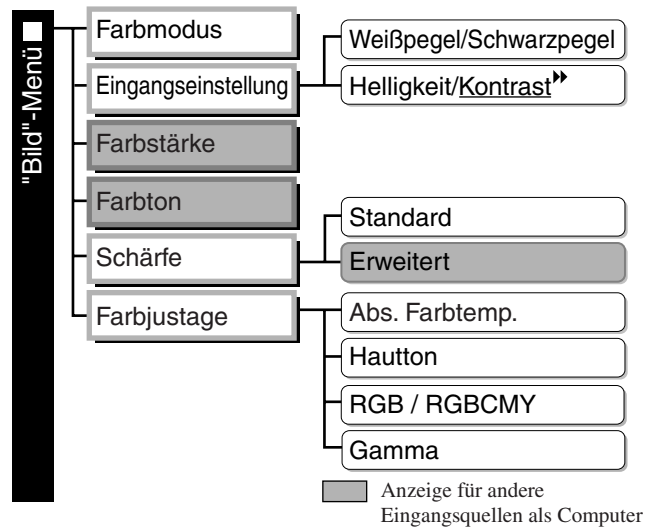 "Bild"-Menü
Farbmodus
Eingangseinstellung
Weißpegel/Schwarzpegel
Helligkeit/Kontrast
Farbstärke
Farbton
Schärfe
Standard
Erweitert
Farbjustage
Abs. Farbtemp.
Hautton
RGB / RGBCMY
Gamma
Anzeige für andere
Eingangsquellen als Computer